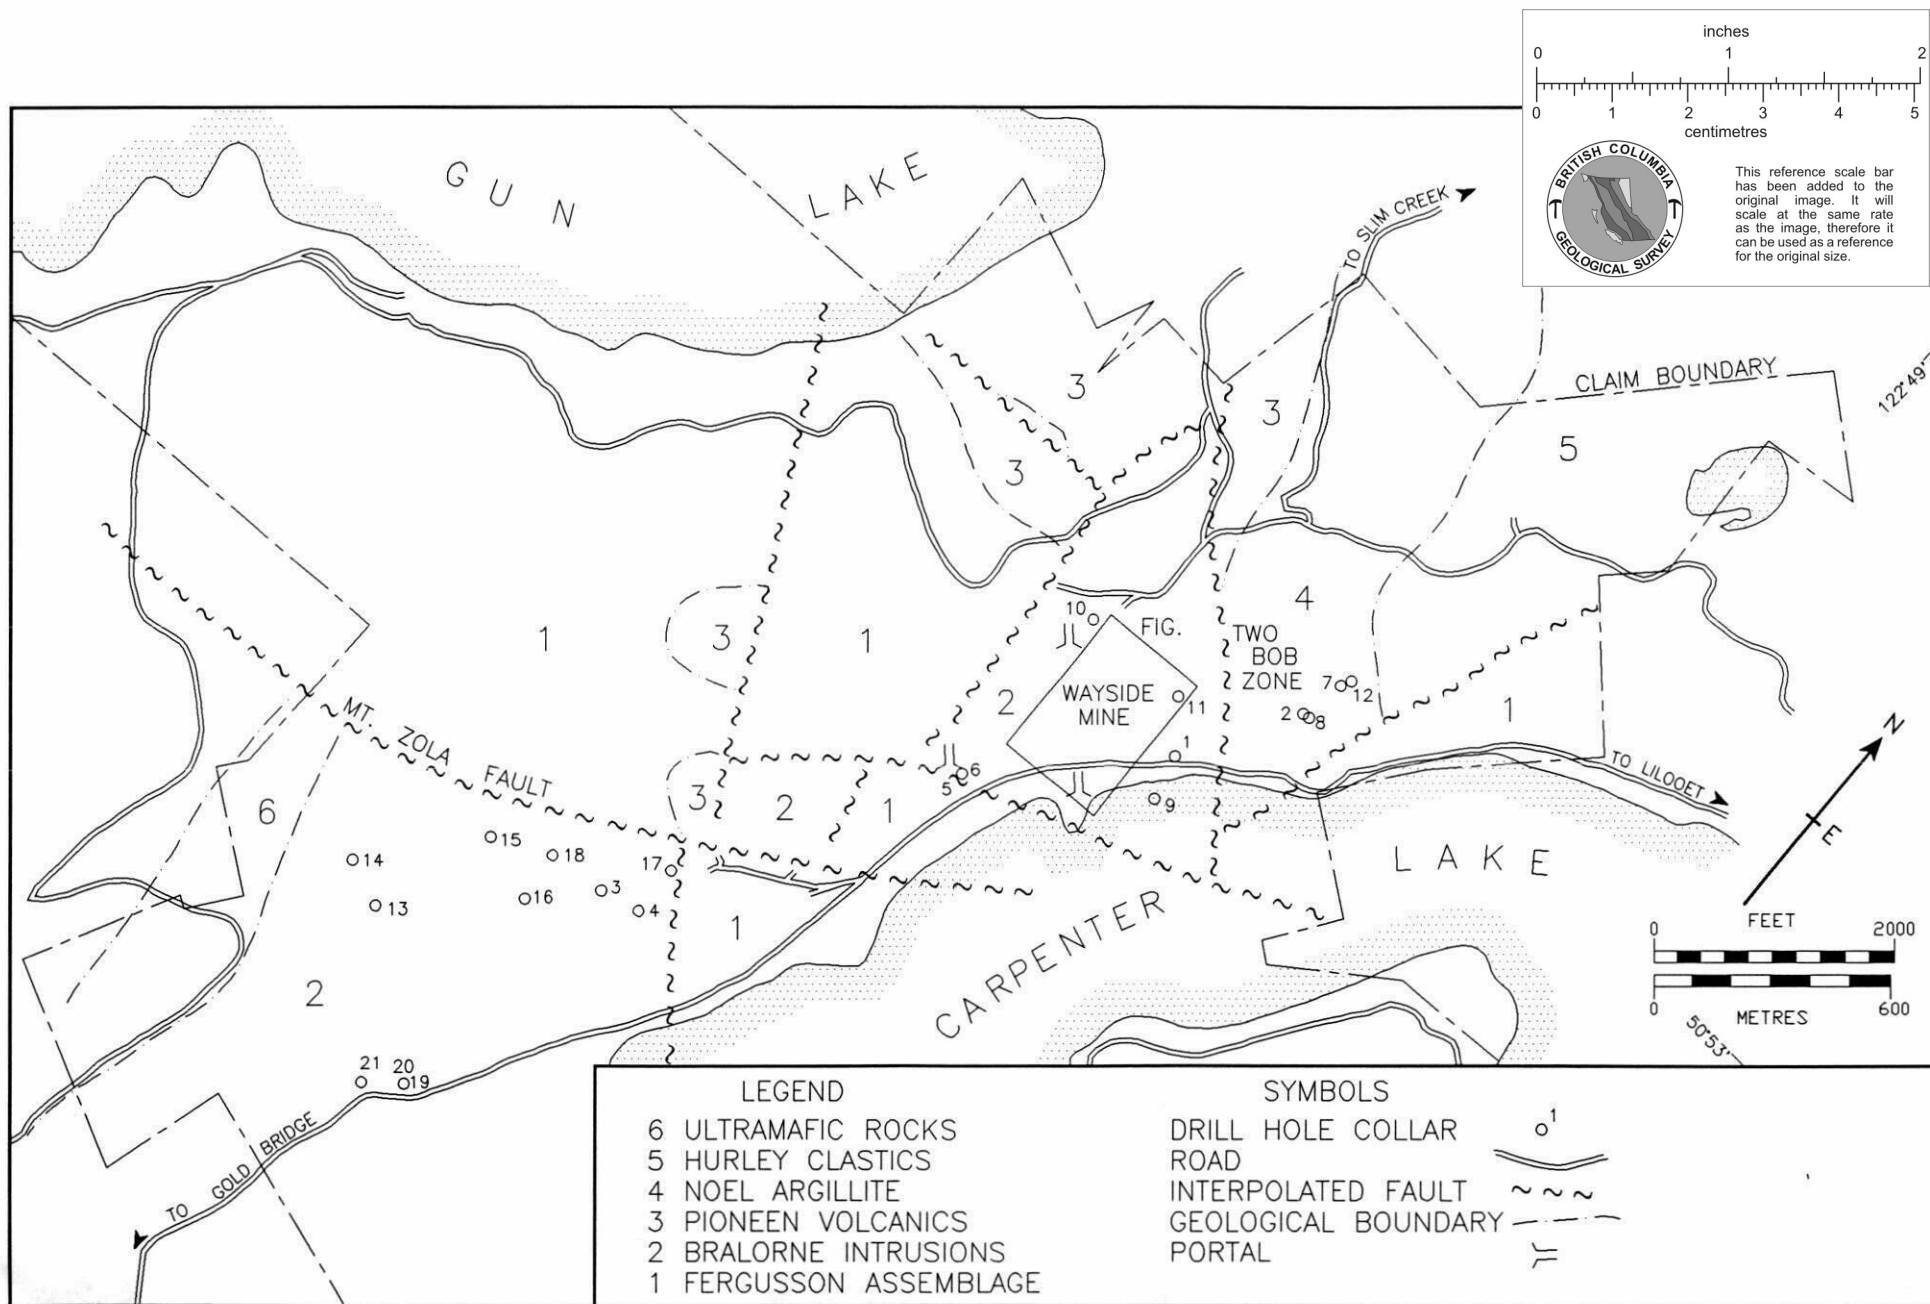 inches
0 1 2
0 1 2 3 4 5
centimetres
BRITISH COLUMBIA
GEOLOGICAL SURVEY
This reference scale bar
has been added to the
original image. It will
scale at the same rate
as the image, therefore it
can be used as a reference
for the original size.
GUN LAKE
TO SLIM CREEK
CLAIM BOUNDARY
122°49'
3
3
5
3
4
10
FIG.
TWO
BOB
ZONE
7
12
2
8
1
1
3
1
2
WAYSIDE
MINE
11
1
9
6
5
MT. ZOLA FAULT
3
2
1
6
15
14
18
17
13
16
3
4
1
2
TO LILOOET
CARPENTER LAKE
N
E
FEET
0 2000
0 600
METRES
50°53'
21
20
19
TO GOLD BRIDGE
LEGEND
6 ULTRAMAFIC ROCKS
5 HURLEY CLASTICS
4 NOEL ARGILLITE
3 PIONEEN VOLCANICS
2 BRALORNE INTRUSIONS
1 FERGUSSON ASSEMBLAGE
SYMBOLS
DRILL HOLE COLLAR 1
ROAD
INTERPOLATED FAULT
GEOLOGICAL BOUNDARY
PORTAL